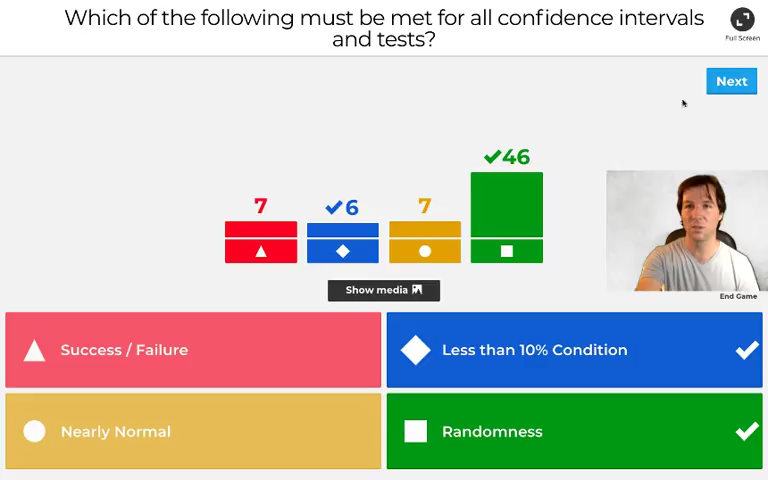 Which of the following must be met for all confidence intervals
and tests?
Full Screen
Next
7
6
7
46
Show media
End Game
Success / Failure
Less than 10% Condition
Nearly Normal
Randomness